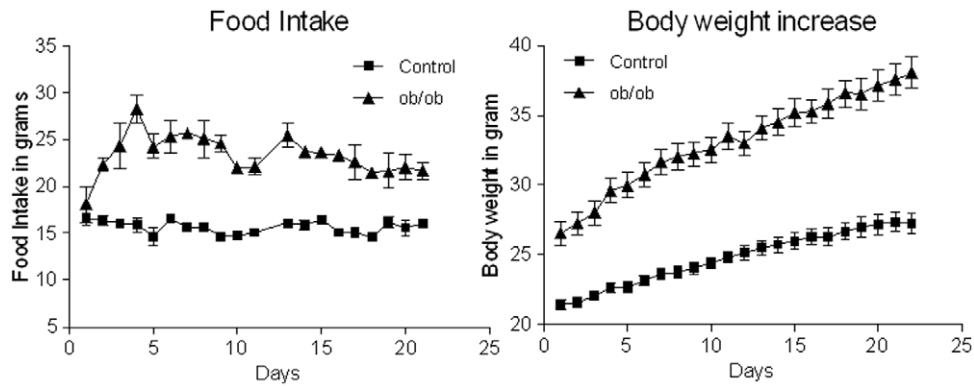 Food Intake
35
30
25
20
15
10
5
Food Intake in grams
Control
ob/ob
0 5 10 15 20 25
Days
Body weight increase
40
35
30
25
20
Body weight in gram
Control
ob/ob
0 5 10 15 20 25
Days